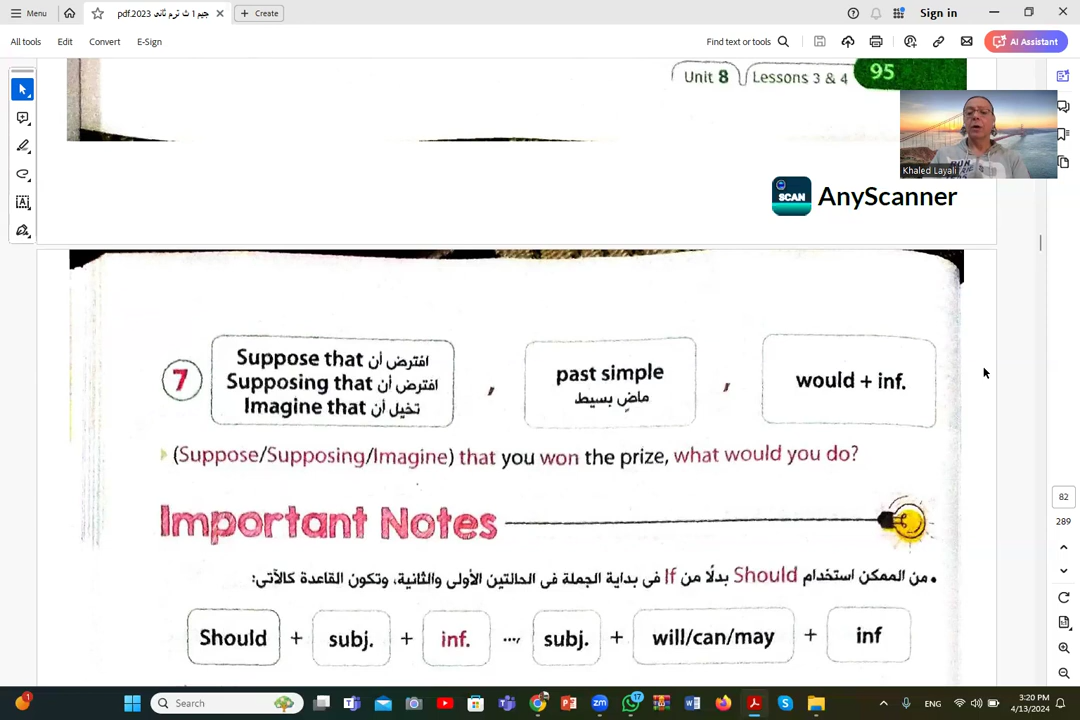 Menu
جيم 1 ث ترم ثانى 2023.pdf
Create
Sign in
All tools Edit Convert E-Sign
Find text or tools
AI Assistant
Unit 8 Lessons 3 & 4 95
Khaled Layali
SCAN AnyScanner
7 Suppose that افترض أن
Supposing that افترض أن
Imagine that تخيل أن
, past simple
ماضٍ بسيط
, would + inf.
(Suppose/Supposing/Imagine) that you won the prize, what would you do?
Important Notes
• من الممكن استخدام Should بدلًا من If فى بداية الجملة فى الحالتين الأولى والثانية، وتكون القاعدة كالآتى:
Should + subj. + inf. ..., subj. + will/can/may + inf
82
289
1
Search
17
ENG
3:20 PM
4/13/2024